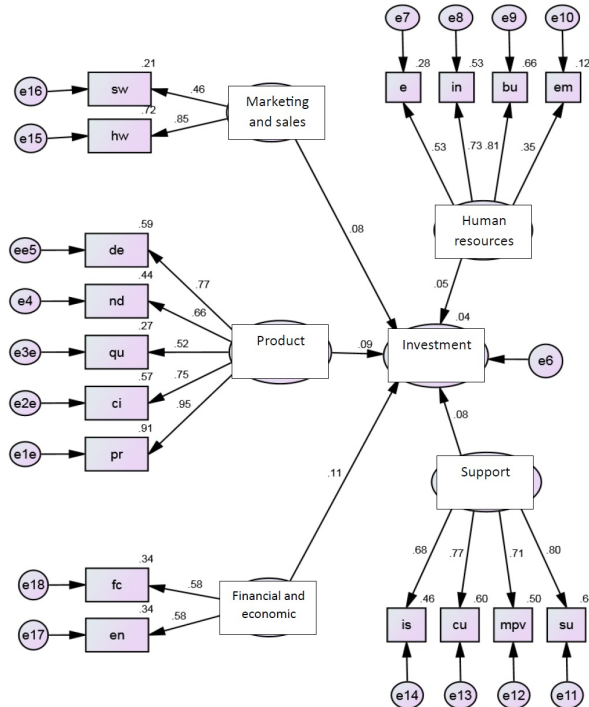 e7 e8 e9 e10
.28 .53 .66 .12
e in bu em
.53 .73 .81 .35
Human
resources
.05
.21
e16 sw
.46
.72
e15 hw
.85
Marketing
and sales
.08
.59
ee5 de
.77
.44
e4 nd
.66
.27
e3e qu
.52
.57
e2e ci
.75
.91
e1e pr
.95
Product
.09
.04
Investment
e6
.08
Support
.11
.34
e18 fc
.58
.34
e17 en
.58
Financial and
economic
.68 .77 .71 .80
.46 .60 .50 .6
is cu mpv su
e14 e13 e12 e11